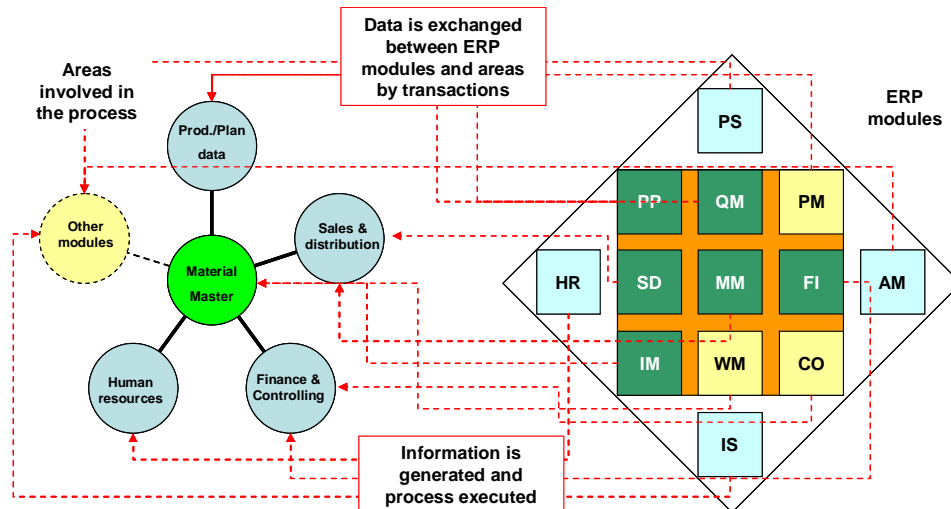 Data is exchanged
between ERP
modules and areas
by transactions
Areas
involved in
the process
ERP
modules
Prod./Plan
data
Other
modules
Sales &
distribution
Material
Master
Human
resources
Finance &
Controlling
PS
PP
QM
PM
HR
SD
MM
FI
AM
IM
WM
CO
IS
Information is
generated and
process executed